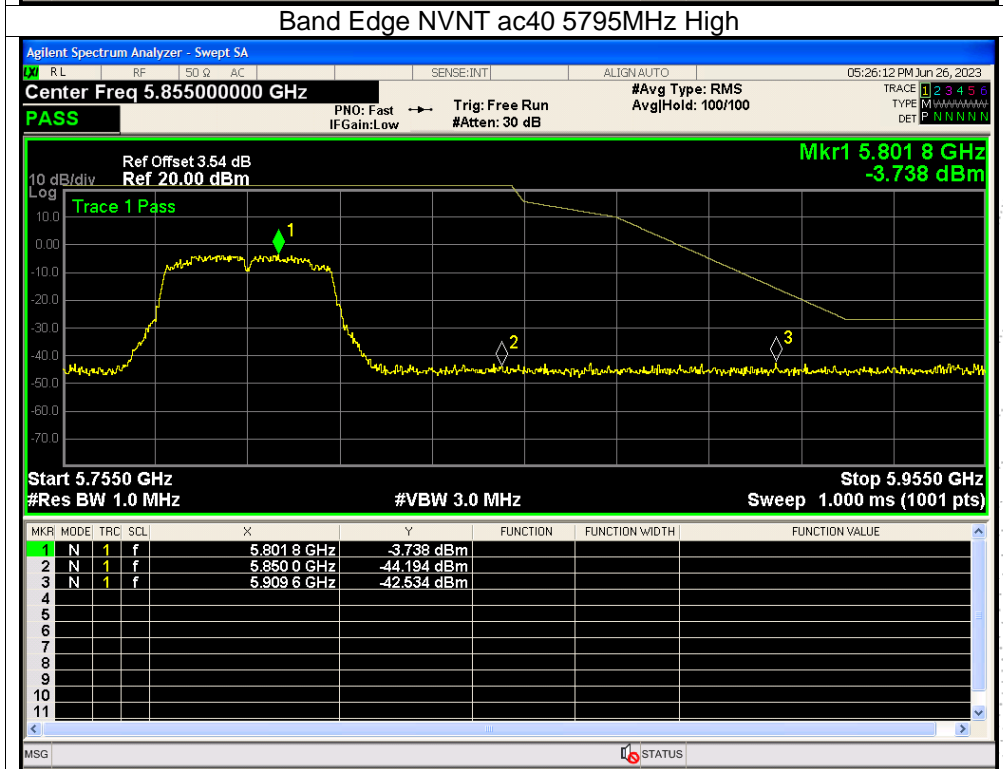 Band Edge NVNT ac40 5795MHz High
Agilent Spectrum Analyzer - Swept SA
LXI RL RF 50 Ω AC SENSE:INT ALIGN AUTO 05:26:12 PM Jun 26, 2023
Center Freq 5.855000000 GHz #Avg Type: RMS TRACE 1 2 3 4 5 6
PNO: Fast Trig: Free Run Avg|Hold: 100/100 TYPE M WWWWW
PASS IFGain:Low #Atten: 30 dB DET P N N N N N
Mkr1 5.801 8 GHz
Ref Offset 3.54 dB
10 dB/div Ref 20.00 dBm -3.738 dBm
Log
Trace 1 Pass
10.0
1
0.00
-10.0
-20.0
-30.0
2 3
-40.0
-50.0
-60.0
-70.0
Start 5.7550 GHz Stop 5.9550 GHz
#Res BW 1.0 MHz #VBW 3.0 MHz Sweep 1.000 ms (1001 pts)
MKR MODE TRC SCL X Y FUNCTION FUNCTION WIDTH FUNCTION VALUE
1 N 1 f 5.801 8 GHz -3.738 dBm
2 N 1 f 5.850 0 GHz -44.194 dBm
3 N 1 f 5.909 6 GHz -42.534 dBm
4
5
6
7
8
9
10
11
MSG STATUS